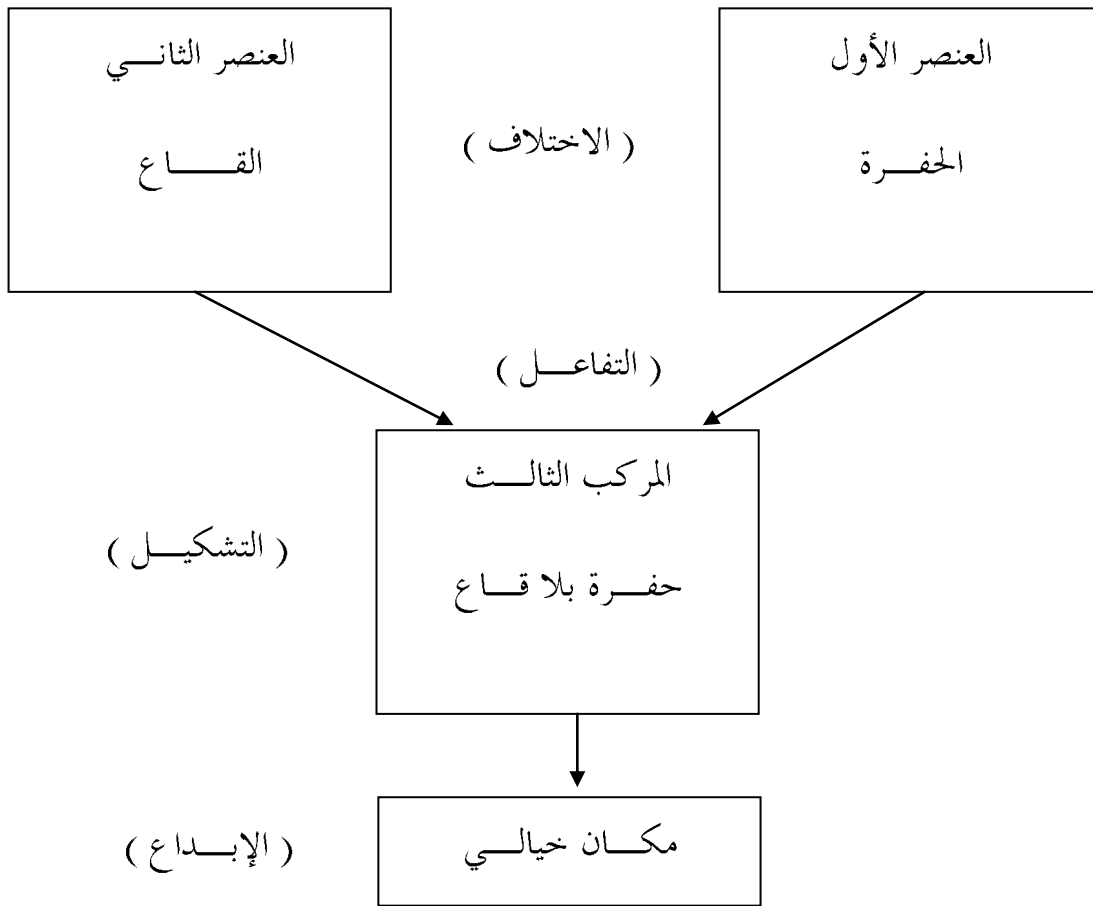 العنصر الأول
الحفرة
العنصر الثاني
القاع
( الاختلاف )
( التفاعل )
المركب الثالث
حفرة بلا قاع
( التشكيل )
مكان خيالي
( الإبداع )